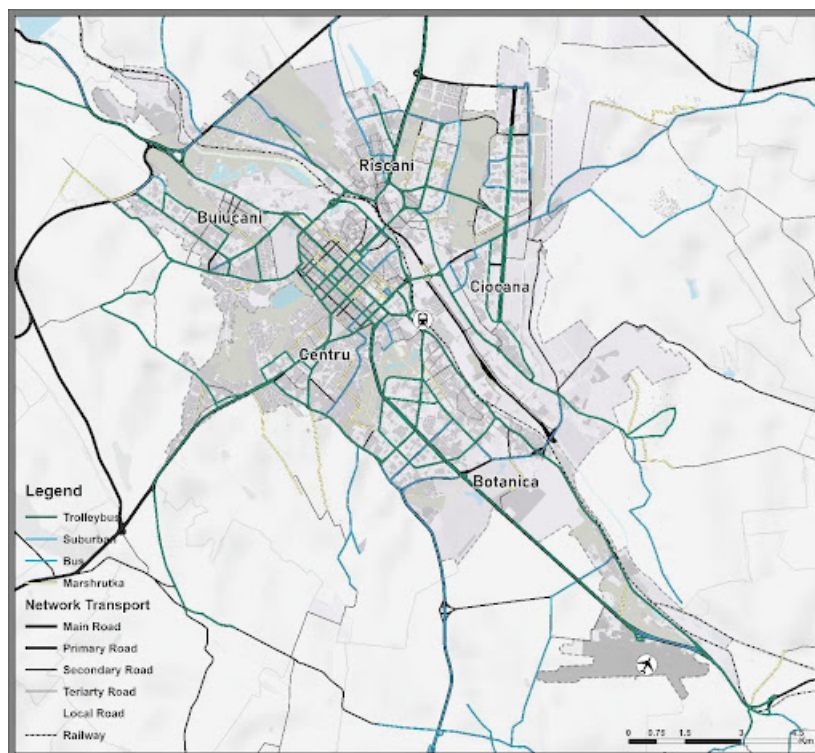 Riscani
Buiucani
Ciocana
Centru
Botanica
Legend
Trolleybus
Suburban
Bus
Marshrutka
Network Transport
Main Road
Primary Road
Secondary Road
Teriarty Road
Local Road
Railway
0 0.75 1.5 3 4.5
Km